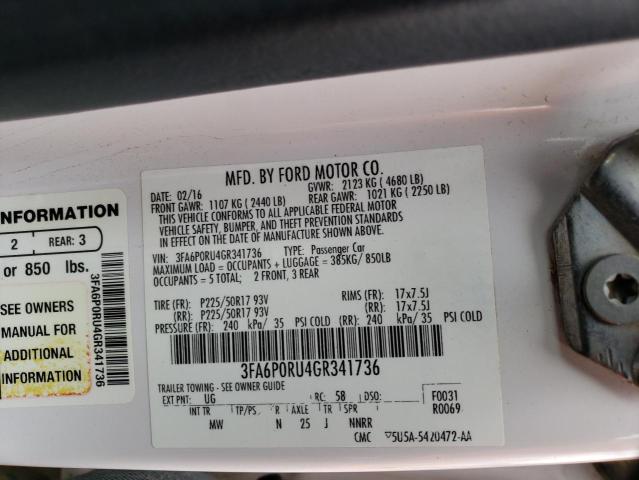 INFORMATION
2 REAR: 3
or 850 lbs.
SEE OWNERS
MANUAL FOR
ADDITIONAL
INFORMATION
3FA6P0RU4GR341736
MFD. BY FORD MOTOR CO.
DATE: 02/16 GVWR: 2123 KG ( 4680 LB)
FRONT GAWR: 1107 KG ( 2440 LB) REAR GAWR: 1021 KG ( 2250 LB)
THIS VEHICLE CONFORMS TO ALL APPLICABLE FEDERAL MOTOR
VEHICLE SAFETY, BUMPER, AND THEFT PREVENTION STANDARDS
IN EFFECT ON THE DATE OF MANUFACTURE SHOWN ABOVE.
VIN: 3FA6P0RU4GR341736 TYPE: Passenger Car
MAXIMUM LOAD = OCCUPANTS + LUGGAGE = 385KG/ 850LB
OCCUPANTS = 5 TOTAL; 2 FRONT, 3 REAR
TIRE (FR): P225/50R17 93V RIMS (FR): 17x7.5J
(RR): P225/50R17 93V (RR): 17x7.5J
PRESSURE (FR): 240 kPa/ 35 PSI COLD (RR): 240 kPa/ 35 PSI COLD
3FA6P0RU4GR341736
TRAILER TOWING - SEE OWNER GUIDE
EXT PNT: UG RC: 58 DSO: F0031
R0069
INT TR TP/PS R AXLE TR SPR
MW N 25 J NNRR
CMC ▽5U5A-5420472-AA